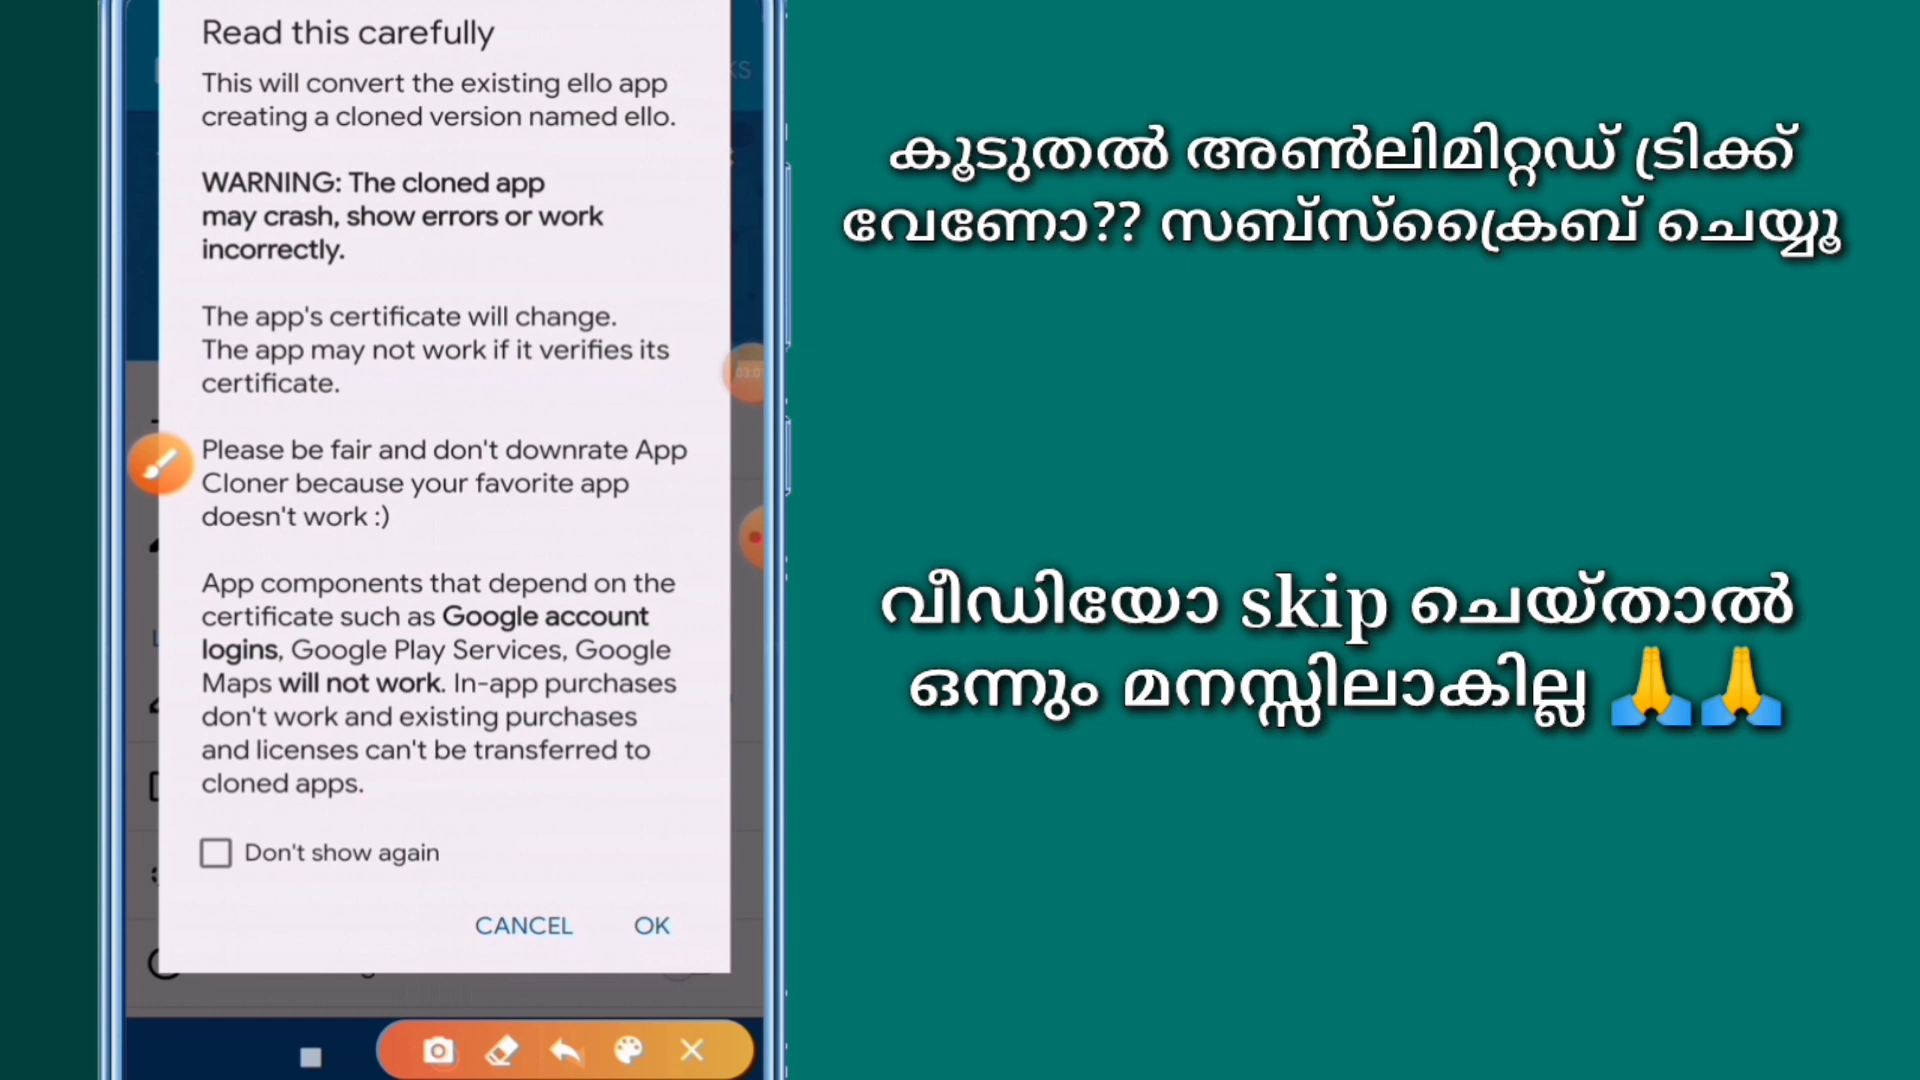 Read this carefully
This will convert the existing ello app
creating a cloned version named ello.
WARNING: The cloned app
may crash, show errors or work
incorrectly.
The app's certificate will change.
The app may not work if it verifies its
certificate.
Please be fair and don't downrate App
Cloner because your favorite app
doesn't work :)
App components that depend on the
certificate such as Google account
logins, Google Play Services, Google
Maps will not work. In-app purchases
don't work and existing purchases
and licenses can't be transferred to
cloned apps.
Don't show again
CANCEL OK
കൂടുതൽ അൺലിമിറ്റഡ് ട്രിക്ക്
വേണോ?? സബ്സ്ക്രൈബ് ചെയ്യൂ
വീഡിയോ skip ചെയ്താൽ
ഒന്നും മനസ്സിലാകില്ല 🙏🙏